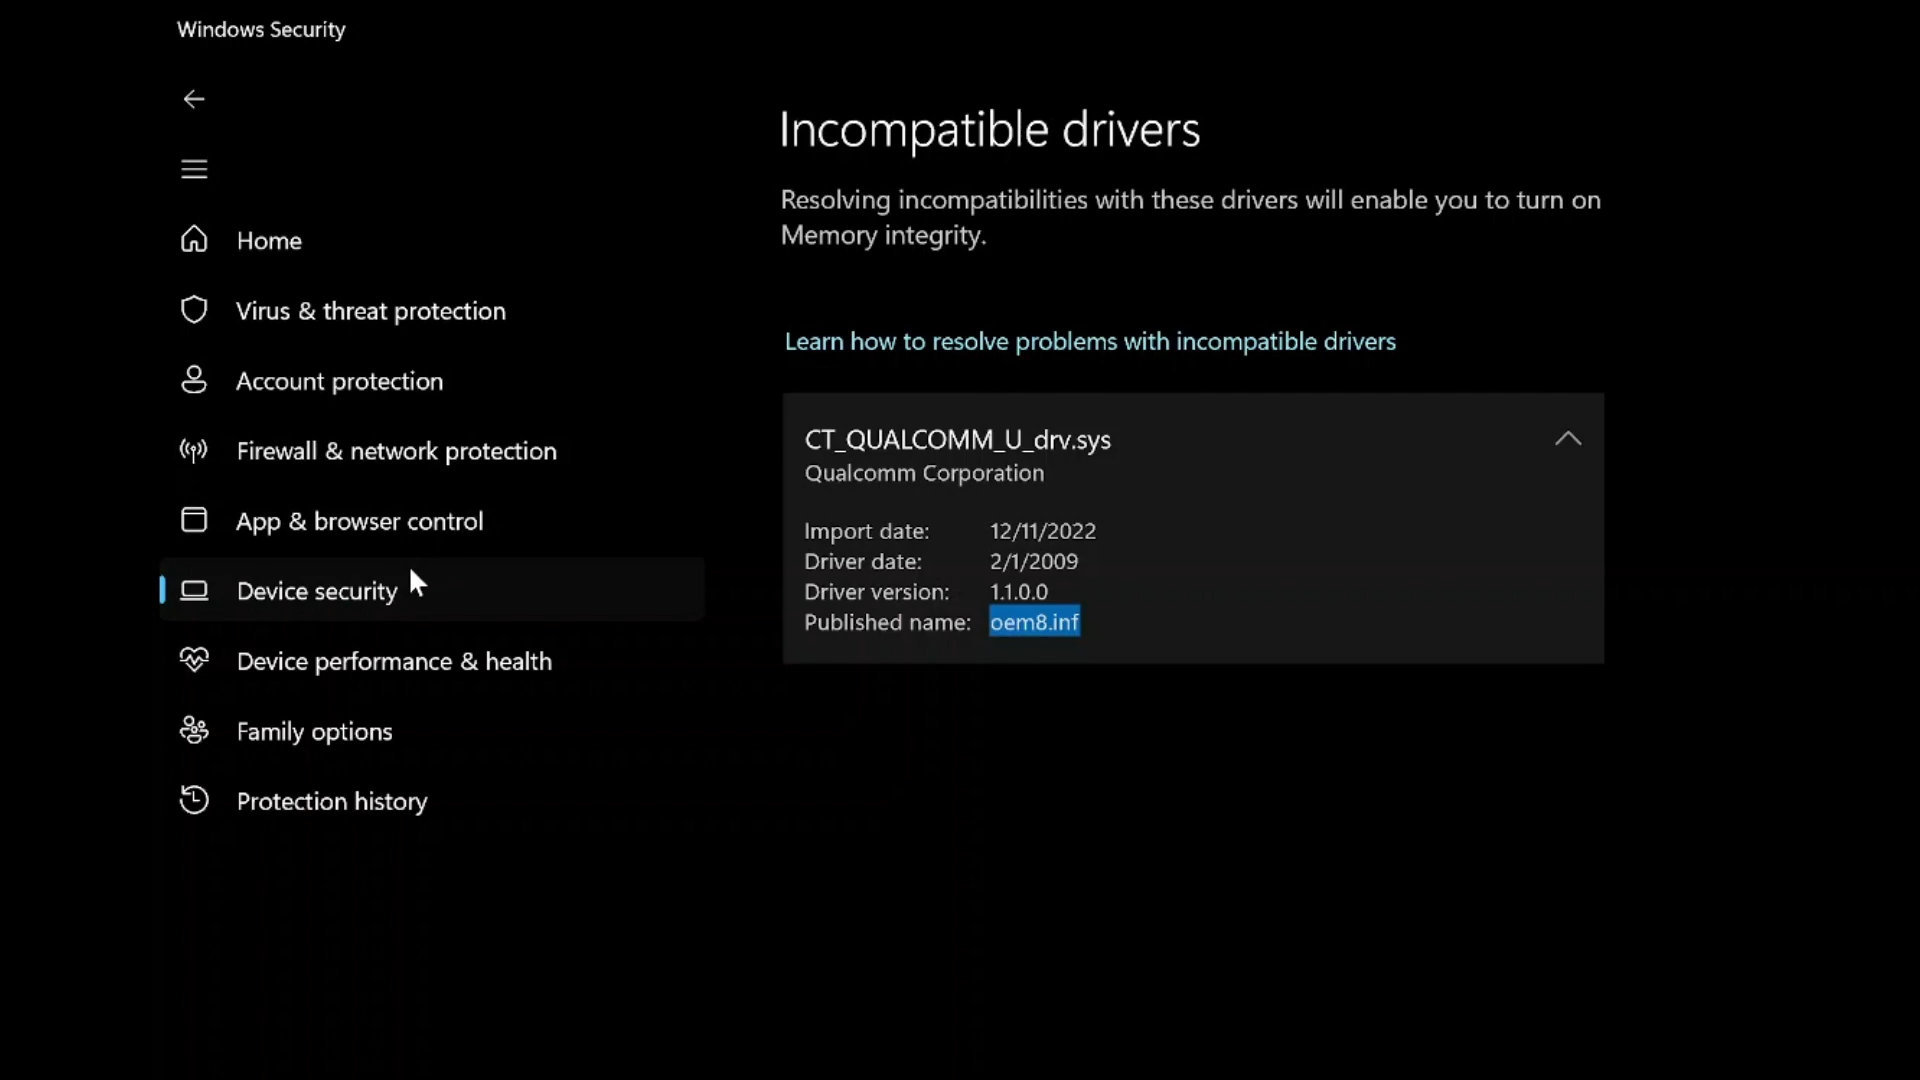 Windows Security
Home
Virus & threat protection
Account protection
Firewall & network protection
App & browser control
Device security
Device performance & health
Family options
Protection history
Incompatible drivers
Resolving incompatibilities with these drivers will enable you to turn on
Memory integrity.
Learn how to resolve problems with incompatible drivers
CT_QUALCOMM_U_drv.sys
Qualcomm Corporation
Import date: 12/11/2022
Driver date: 2/1/2009
Driver version: 1.1.0.0
Published name: oem8.inf